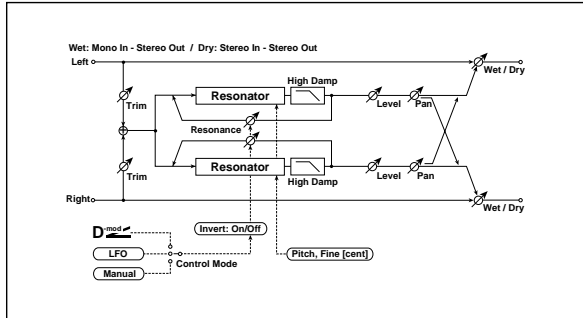 Wet: Mono In - Stereo Out / Dry: Stereo In - Stereo Out
Left
Wet / Dry
Trim
Resonator
High Damp
Level
Pan
Resonance
Resonator
High Damp
Level
Pan
Trim
Right
Wet / Dry
D-mod
Invert: On/Off
LFO
Control Mode
Pitch, Fine [cent]
Manual